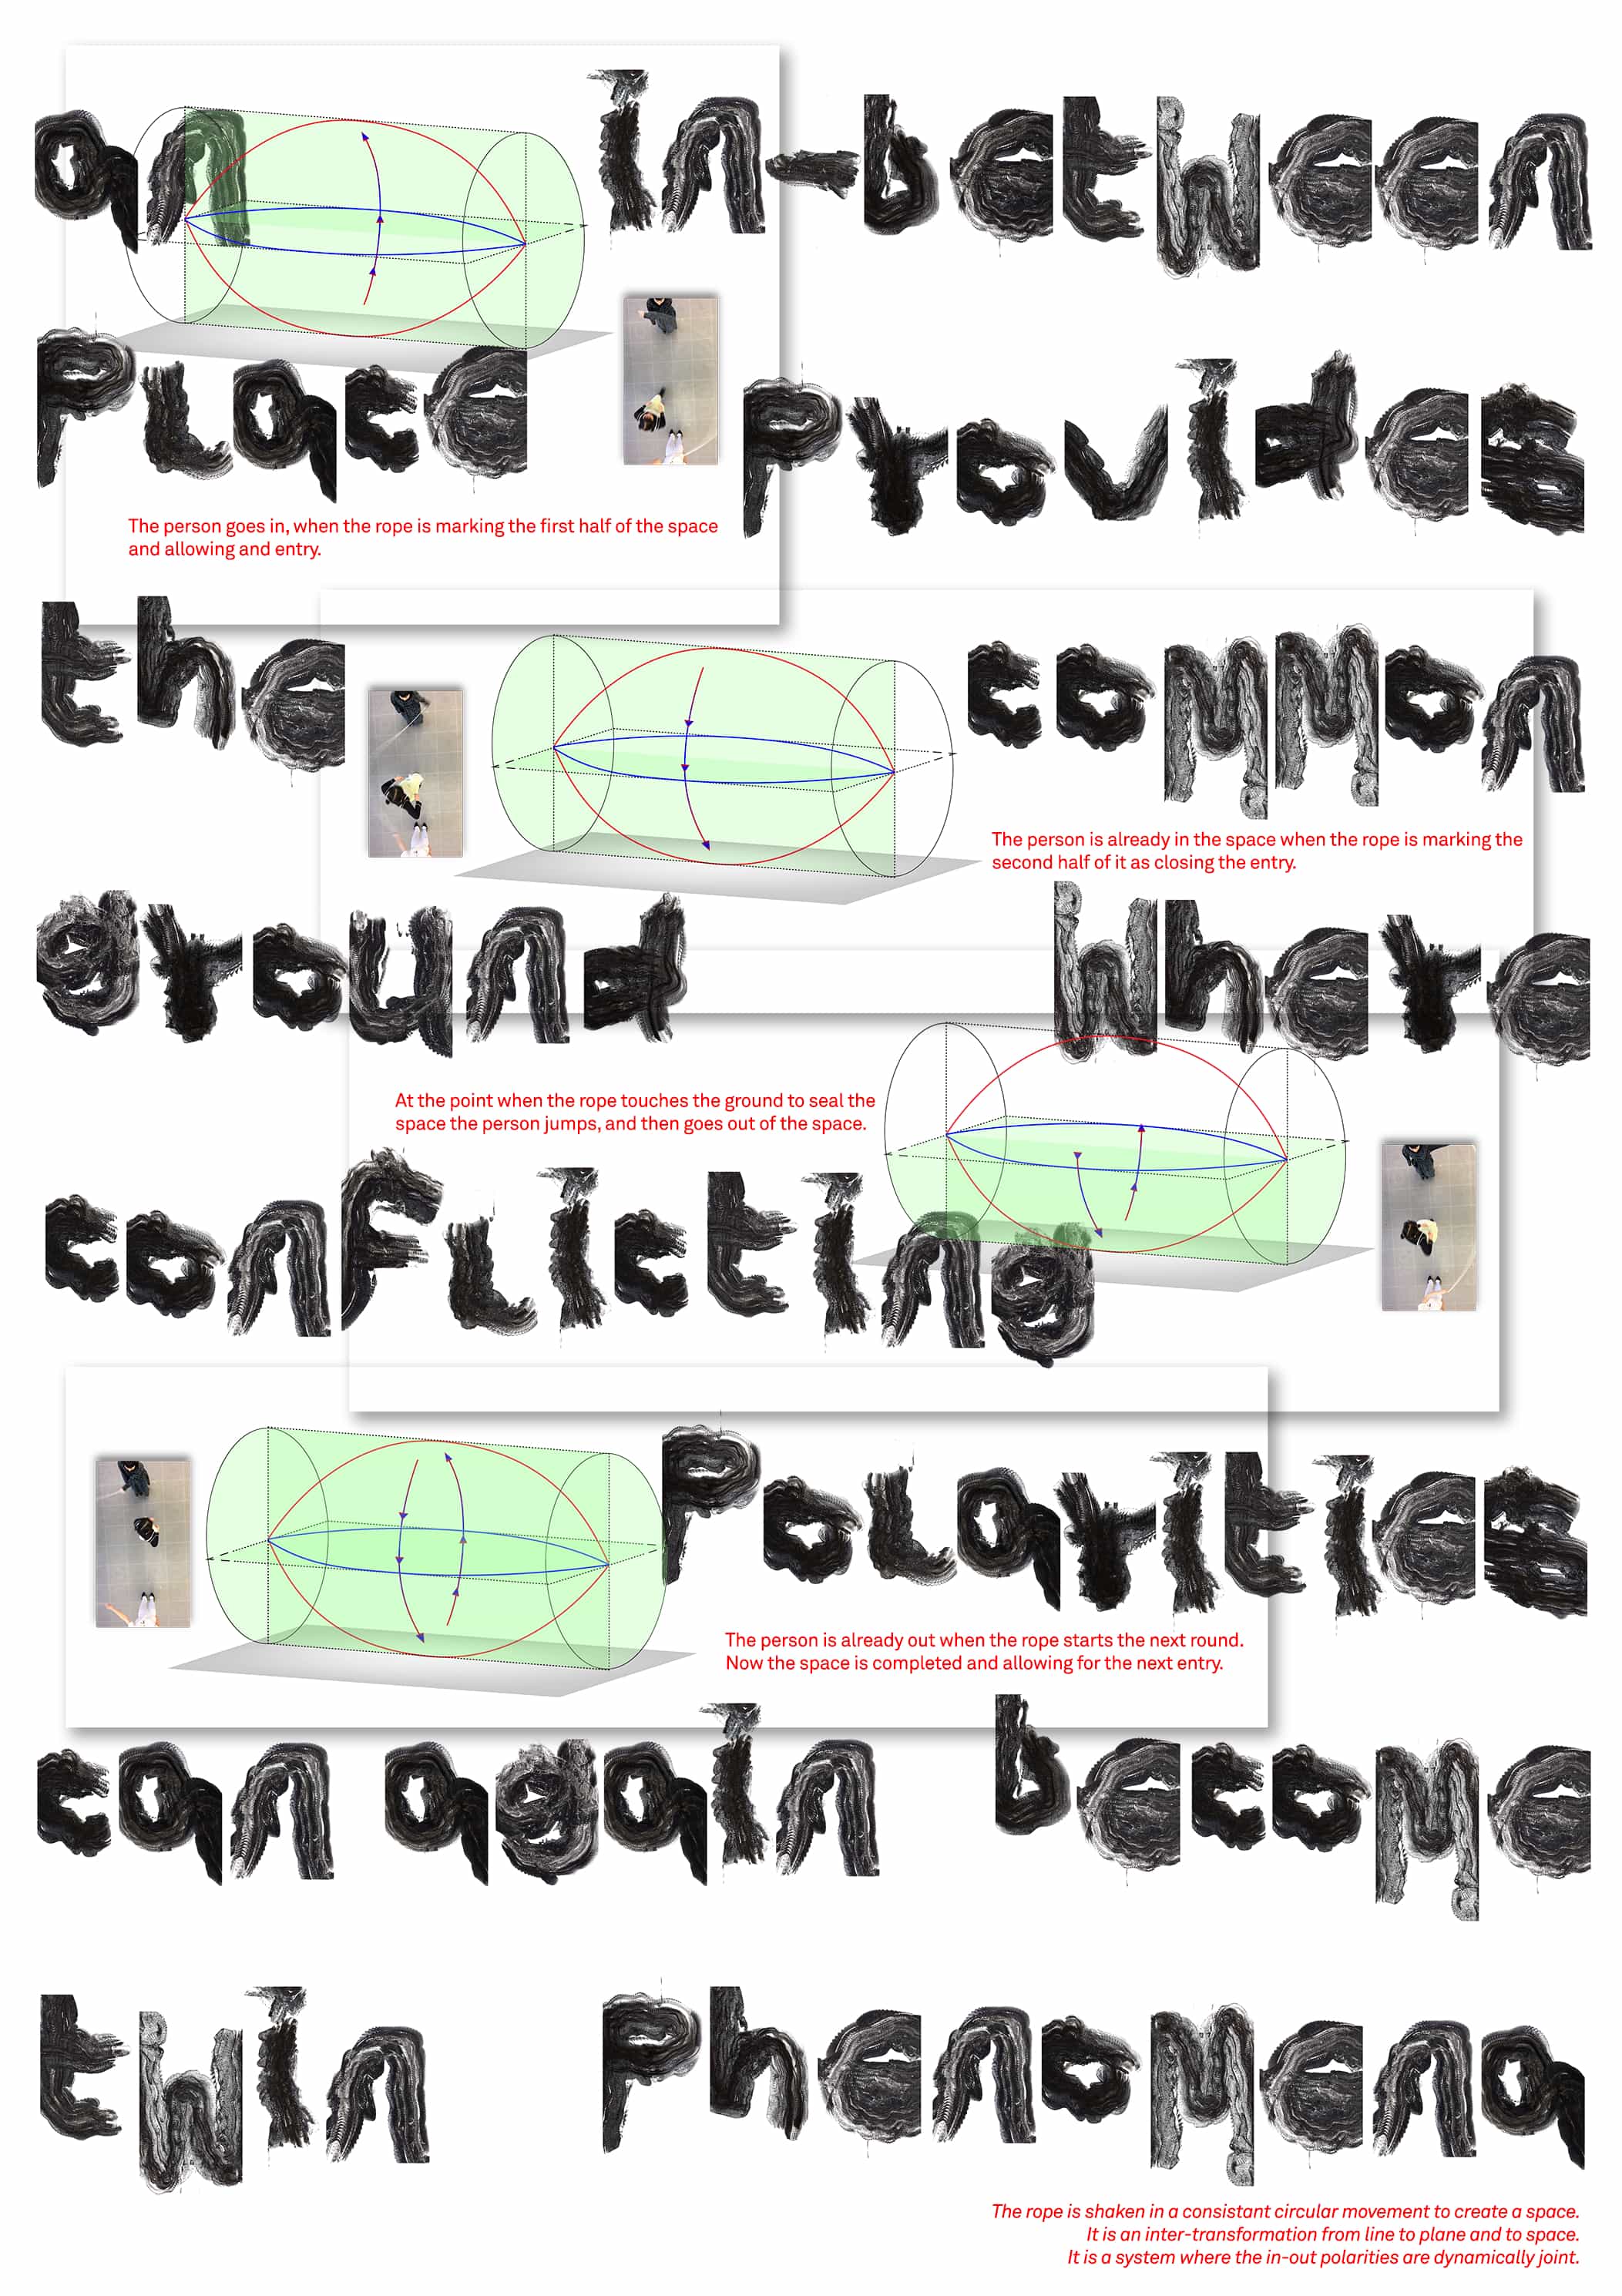 an in-between
place provides
The person goes in, when the rope is marking the first half of the space
and allowing and entry.
the common
The person is already in the space when the rope is marking the
second half of it as closing the entry.
ground where
At the point when the rope touches the ground to seal the
space the person jumps, and then goes out of the space.
conflicting
polarities
The person is already out when the rope starts the next round.
Now the space is completed and allowing for the next entry.
can again become
twin phenomena
The rope is shaken in a consistant circular movement to create a space.
It is an inter-transformation from line to plane and to space.
It is a system where the in-out polarities are dynamically joint.